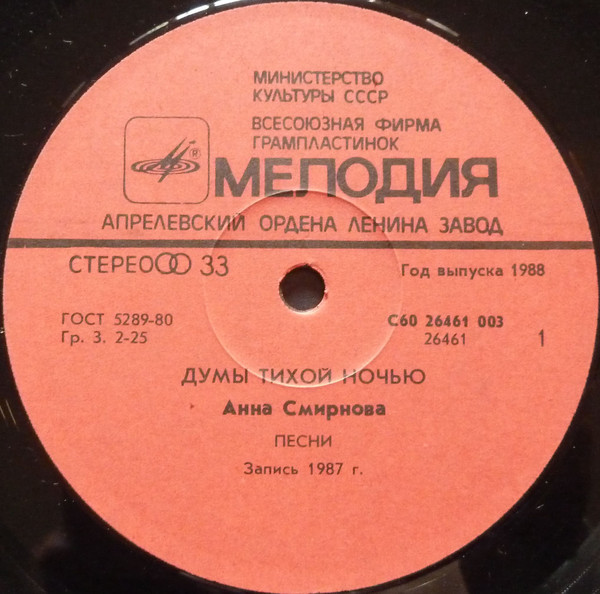 МИНИСТЕРСТВО
КУЛЬТУРЫ СССР
ВСЕСОЮЗНАЯ ФИРМА
ГРАМПЛАСТИНОК
®
МЕЛОДИЯ
АПРЕЛЕВСКИЙ ОРДЕНА ЛЕНИНА ЗАВОД
СТЕРЕО 33
Год выпуска 1988
ГОСТ 5289-80
Гр. 3. 2-25
С60 26461 003
26461
1
ДУМЫ ТИХОЙ НОЧЬЮ
Анна Смирнова
ПЕСНИ
Запись 1987 г.